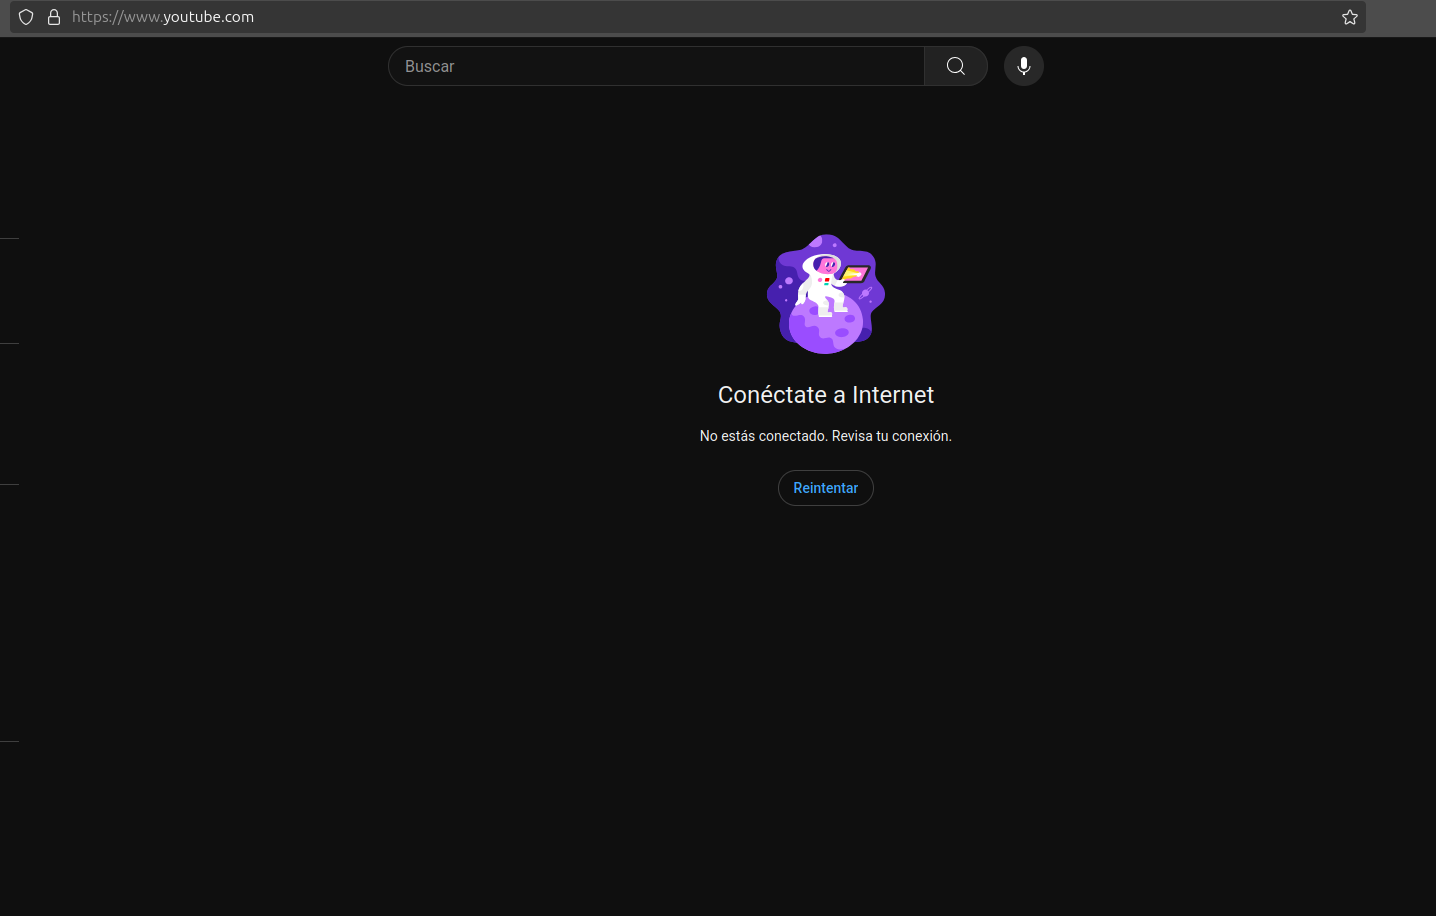 https://www.youtube.com
Buscar
Conéctate a Internet
No estás conectado. Revisa tu conexión.
Reintentar